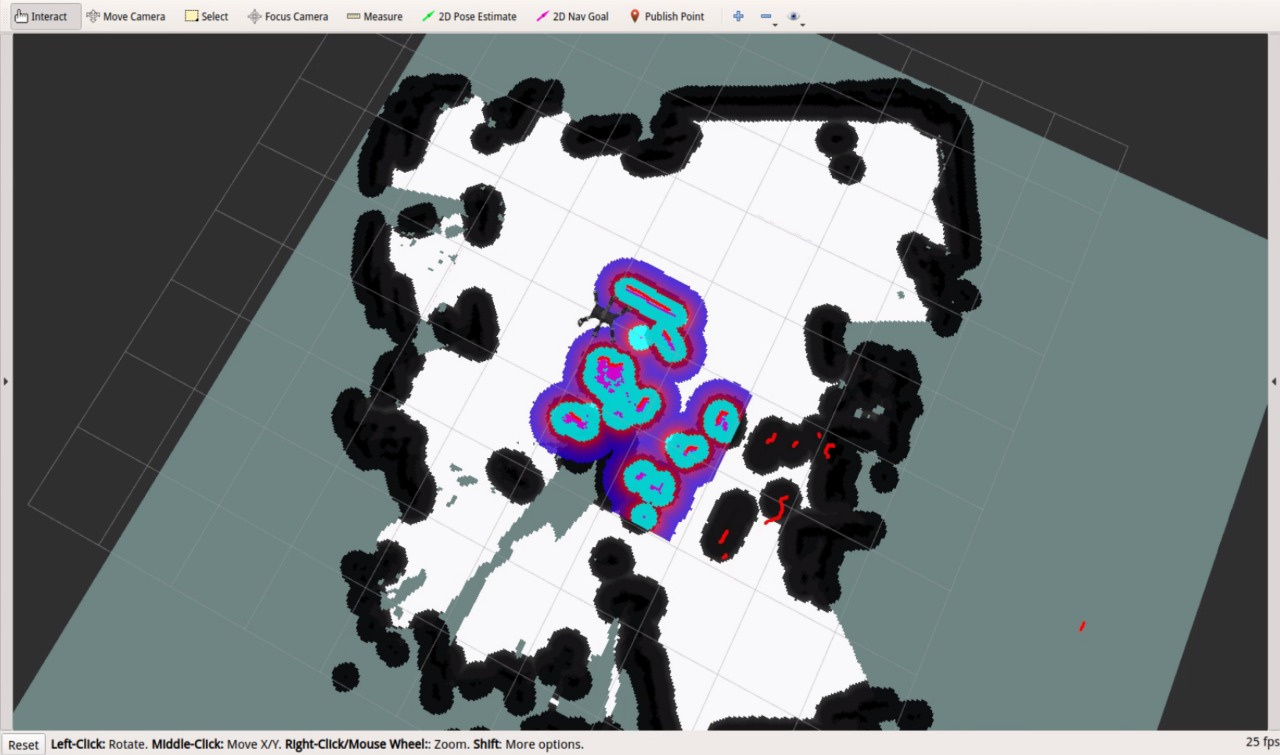 Interact Move Camera Select Focus Camera Measure 2D Pose Estimate 2D Nav Goal Publish Point
Reset Left-Click: Rotate. Middle-Click: Move X/Y. Right-Click/Mouse Wheel:: Zoom. Shift: More options. 25 fps